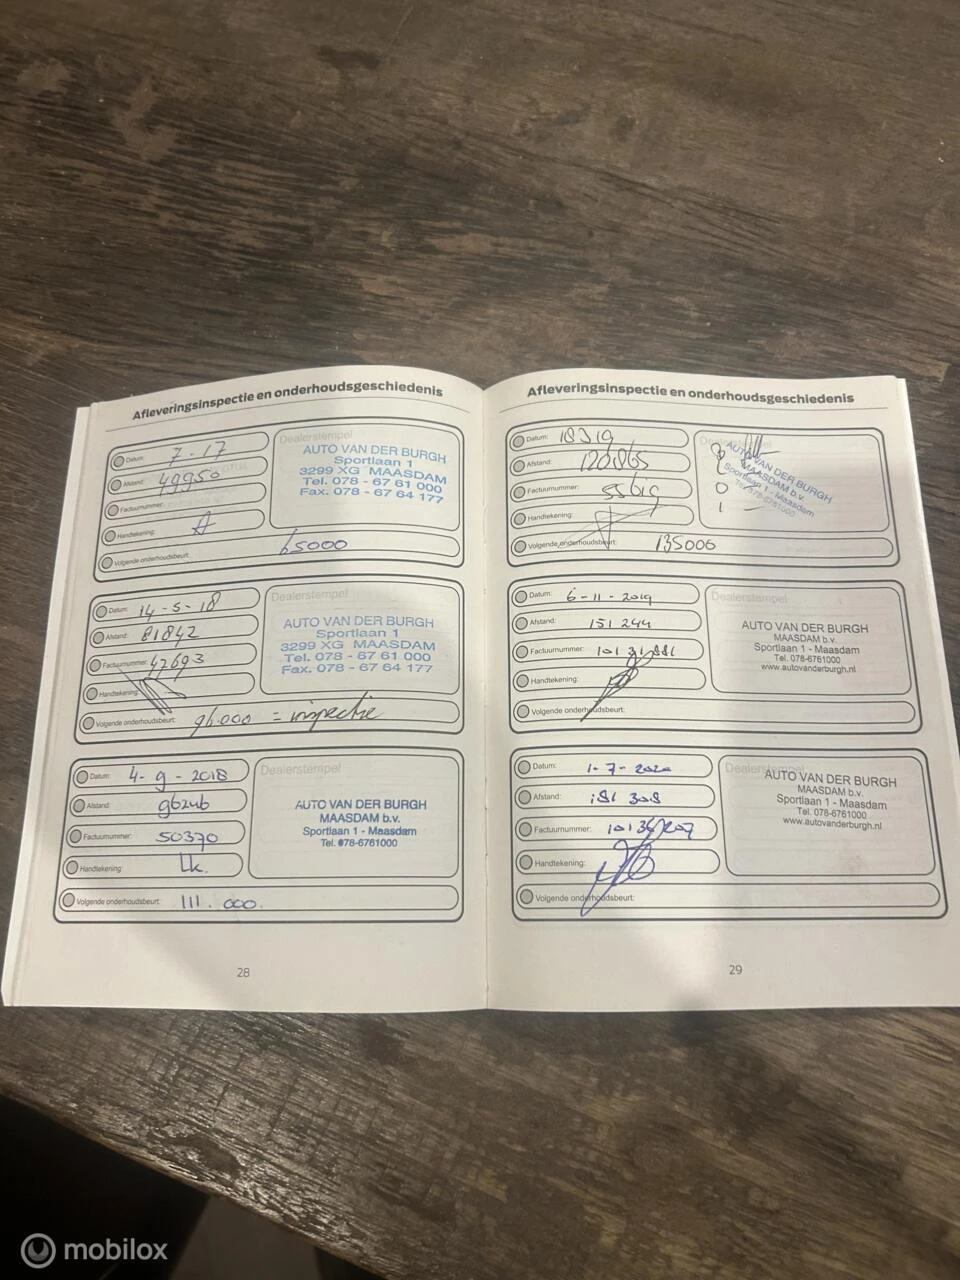 Afleveringsinspectie en onderhoudsgeschiedenis
Datum: 7-17
Afstand: 49950
Factuurnummer:
Handtekening:
Volgende onderhoudsbeurt: 65000
Dealerstempel
AUTO VAN DER BURGH
Sportlaan 1
3299 XG MAASDAM
Tel. 078 - 67 61 000
Fax. 078 - 67 64 177
Datum: 14-5-18
Afstand: 81842
Factuurnummer: 47693
Handtekening:
Volgende onderhoudsbeurt: 96.000 = inspectie
Dealerstempel
AUTO VAN DER BURGH
Sportlaan 1
3299 XG MAASDAM
Tel. 078 - 67 61 000
Fax. 078 - 67 64 177
Datum: 4-9-2018
Afstand:
Factuurnummer: 50370
Handtekening:
Volgende onderhoudsbeurt: 111.000.
Dealerstempel
AUTO VAN DER BURGH
MAASDAM b.v.
Sportlaan 1 - Maasdam
Tel. 078-6761000
28
Afleveringsinspectie en onderhoudsgeschiedenis
Datum: 18319
Afstand: 120865
Factuurnummer: 55619
Handtekening:
Volgende onderhoudsbeurt: 135006
Dealerstempel
AUTO VAN DER BURGH
MAASDAM b.v.
Sportlaan 1 - Maasdam
Tel. 078-6761000
Datum: 6-11-2019
Afstand: 151244
Factuurnummer:
Handtekening:
Volgende onderhoudsbeurt:
Dealerstempel
AUTO VAN DER BURGH
MAASDAM b.v.
Sportlaan 1 - Maasdam
Tel. 078-6761000
www.autovanderburgh.nl
Datum: 1-7-2020
Afstand: 181 308
Factuurnummer:
Handtekening:
Volgende onderhoudsbeurt:
Dealerstempel
AUTO VAN DER BURGH
MAASDAM b.v.
Sportlaan 1 - Maasdam
Tel. 078-6761000
www.autovanderburgh.nl
29
mobilox